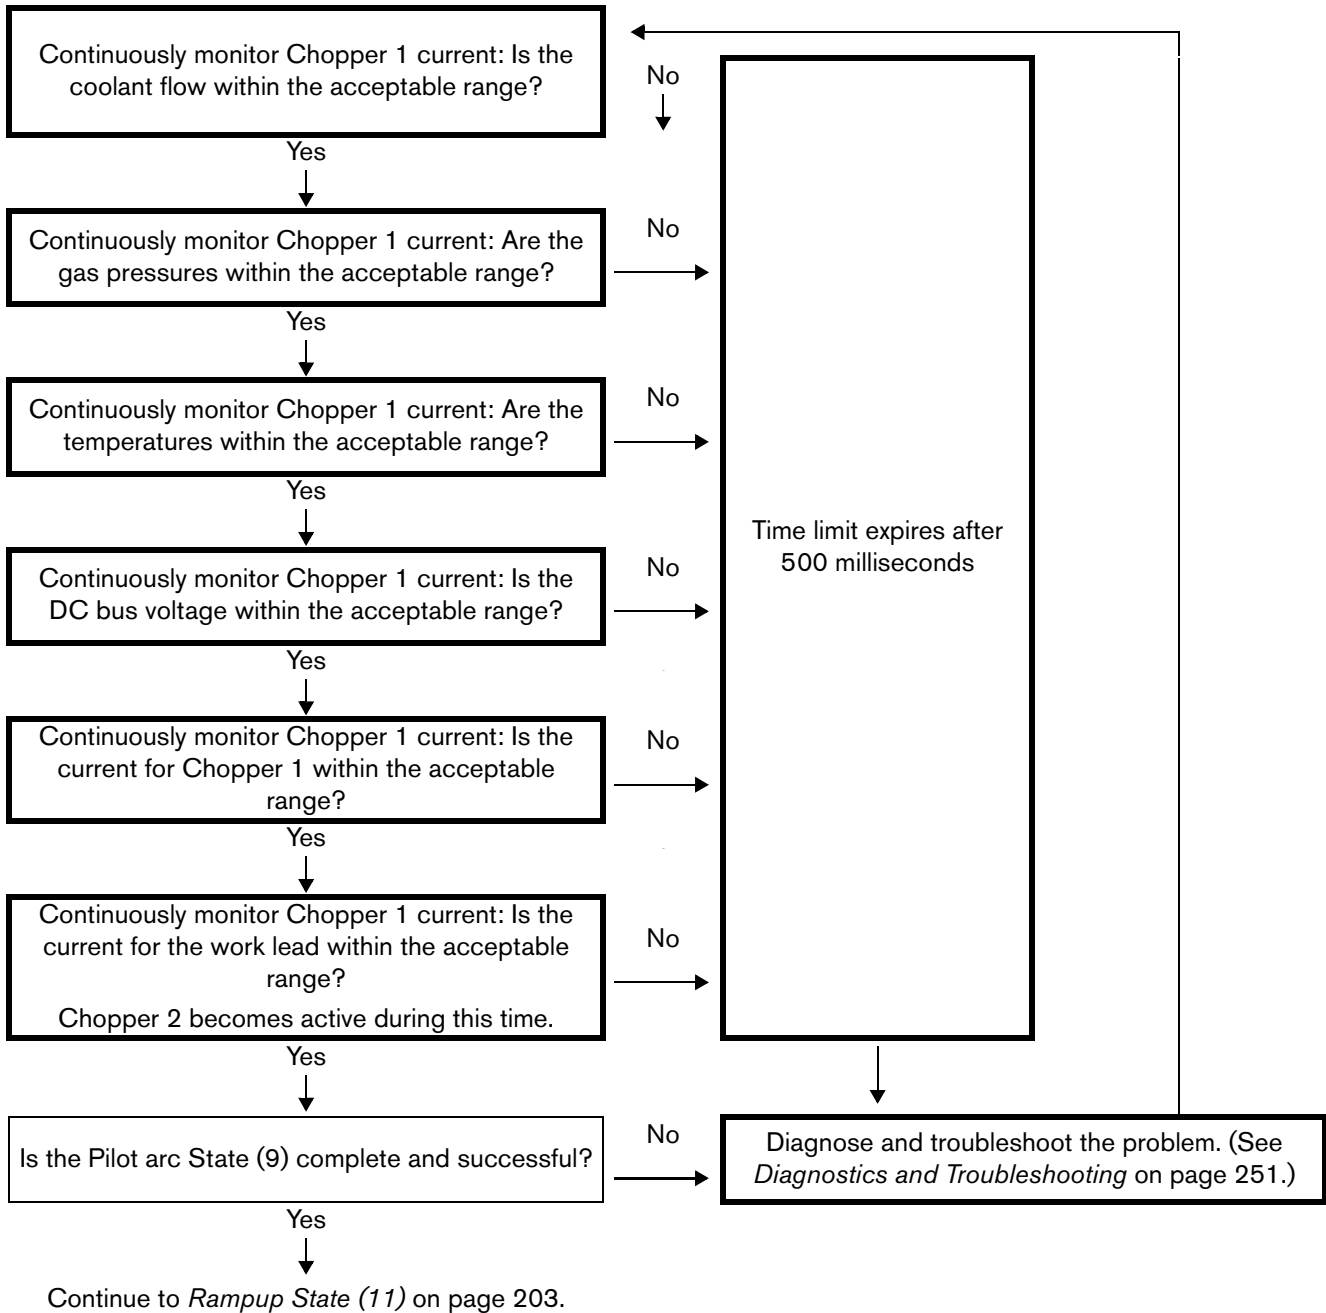 Continuously monitor Chopper 1 current: Is the
coolant flow within the acceptable range?
No
Yes
Continuously monitor Chopper 1 current: Are the
gas pressures within the acceptable range?
No
Yes
Continuously monitor Chopper 1 current: Are the
temperatures within the acceptable range?
No
Yes
Continuously monitor Chopper 1 current: Is the
DC bus voltage within the acceptable range?
No
Yes
Continuously monitor Chopper 1 current: Is the
current for Chopper 1 within the acceptable
range?
No
Yes
Continuously monitor Chopper 1 current: Is the
current for the work lead within the acceptable
range?
Chopper 2 becomes active during this time.
No
Yes
Time limit expires after
500 milliseconds
Is the Pilot arc State (9) complete and successful?
No
Diagnose and troubleshoot the problem. (See
Diagnostics and Troubleshooting on page 251.)
Yes
Continue to Rampup State (11) on page 203.